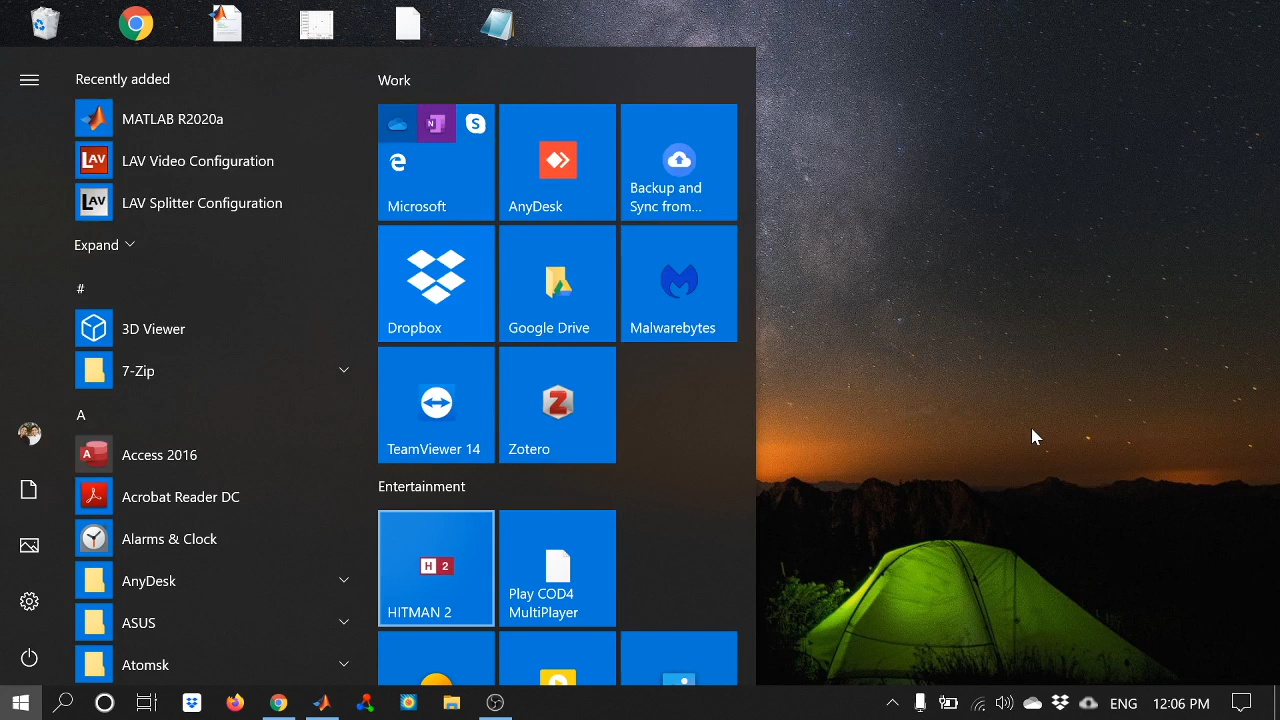 Recently added
MATLAB R2020a
LAV
LAV Video Configuration
LAV
LAV Splitter Configuration
Expand
#
3D Viewer
7-Zip
A
A
Access 2016
Acrobat Reader DC
Alarms & Clock
AnyDesk
ASUS
Atomsk
Work
N
S
e
Microsoft
AnyDesk
Backup and
Sync from...
Dropbox
Google Drive
Malwarebytes
TeamViewer 14
Z
Zotero
Entertainment
H 2
HITMAN 2
Play COD4
MultiPlayer
ENG
12:06 PM